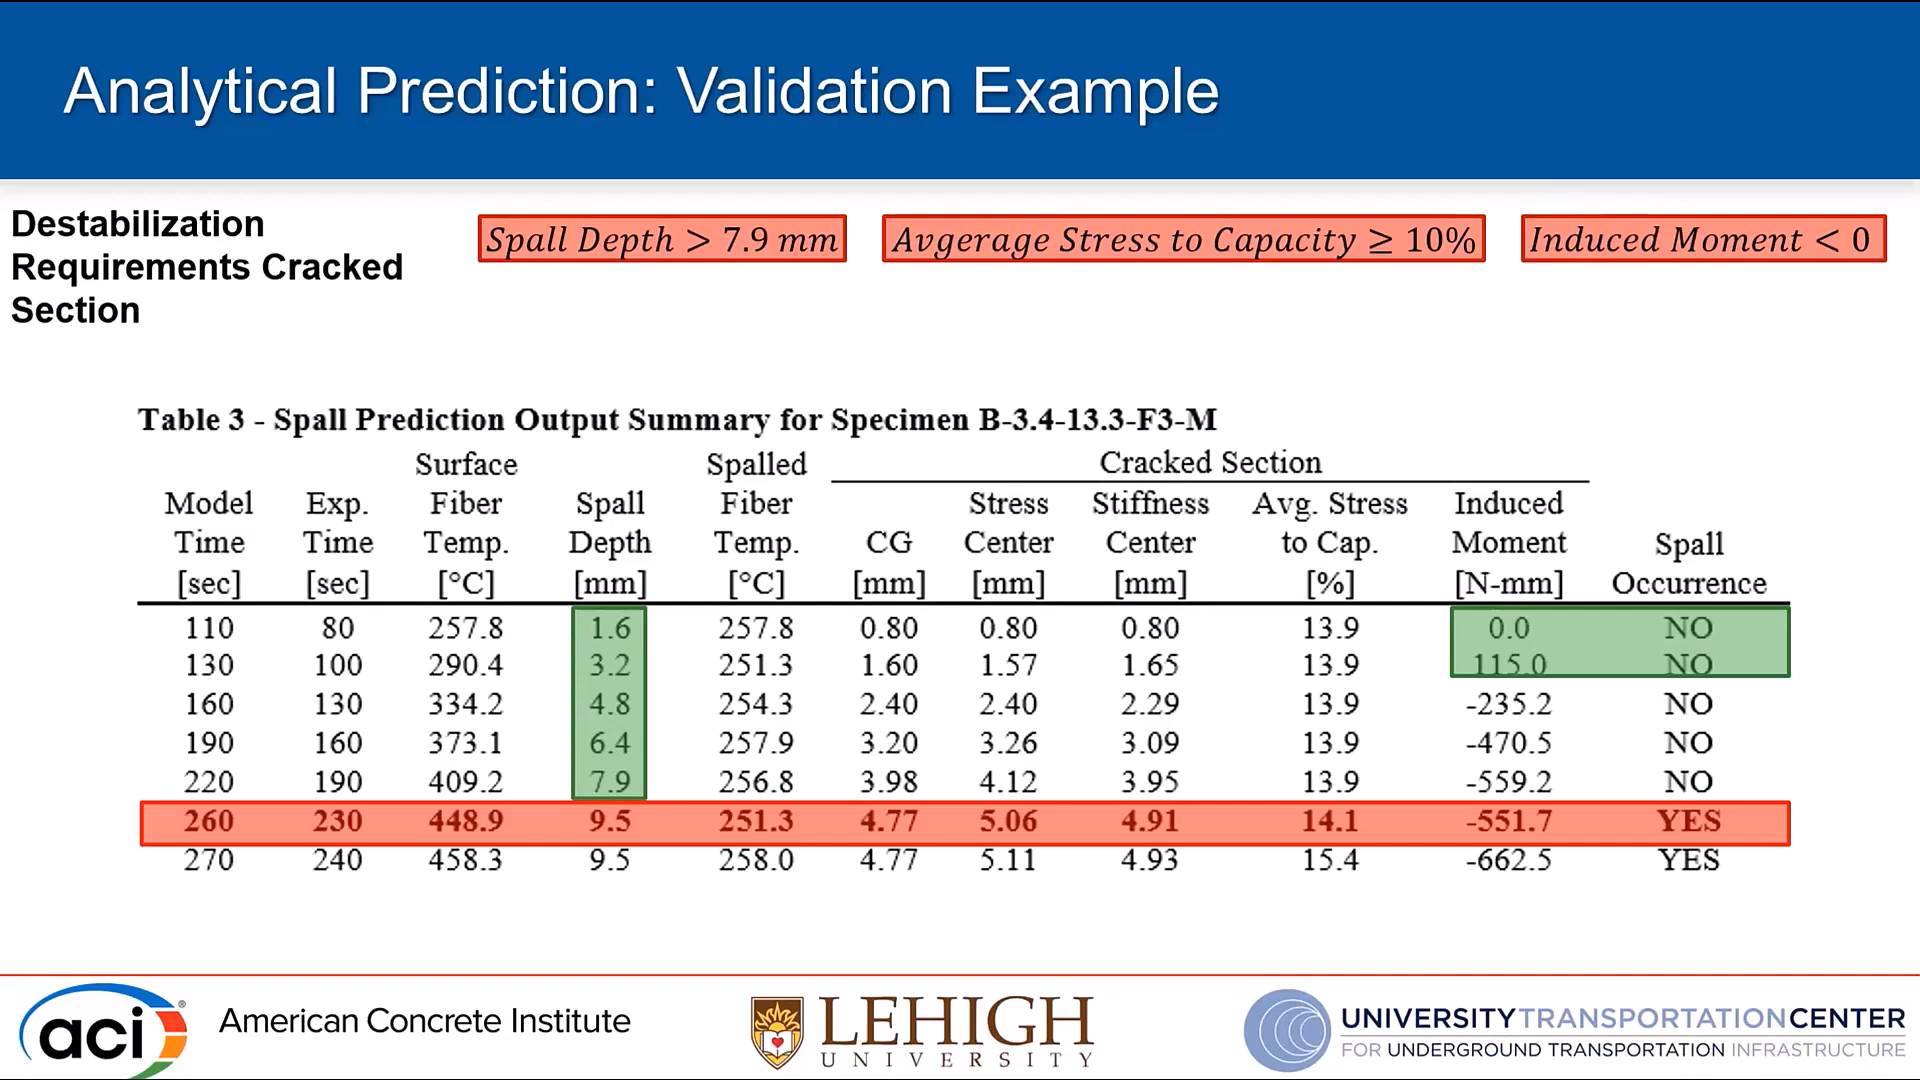 Analytical Prediction: Validation Example
Destabilization
Requirements Cracked
Section
Spall Depth > 7.9 mm
Avgerage Stress to Capacity ≥ 10%
Induced Moment < 0
Table 3 - Spall Prediction Output Summary for Specimen B-3.4-13.3-F3-M
Surface Spalled Cracked Section
Model Exp. Fiber Spall Fiber Stress Stiffness Avg. Stress Induced
Time Time Temp. Depth Temp. CG Center Center to Cap. Moment Spall
[sec] [sec] [°C] [mm] [°C] [mm] [mm] [mm] [%] [N-mm] Occurrence
110 80 257.8 1.6 257.8 0.80 0.80 0.80 13.9 0.0 NO
130 100 290.4 3.2 251.3 1.60 1.57 1.65 13.9 115.0 NO
160 130 334.2 4.8 254.3 2.40 2.40 2.29 13.9 -235.2 NO
190 160 373.1 6.4 257.9 3.20 3.26 3.09 13.9 -470.5 NO
220 190 409.2 7.9 256.8 3.98 4.12 3.95 13.9 -559.2 NO
260 230 448.9 9.5 251.3 4.77 5.06 4.91 14.1 -551.7 YES
270 240 458.3 9.5 258.0 4.77 5.11 4.93 15.4 -662.5 YES
aci®
American Concrete Institute
LEHIGH
UNIVERSITY
UNIVERSITYTRANSPORTATIONCENTER
FOR UNDERGROUND TRANSPORTATION INFRASTRUCTURE